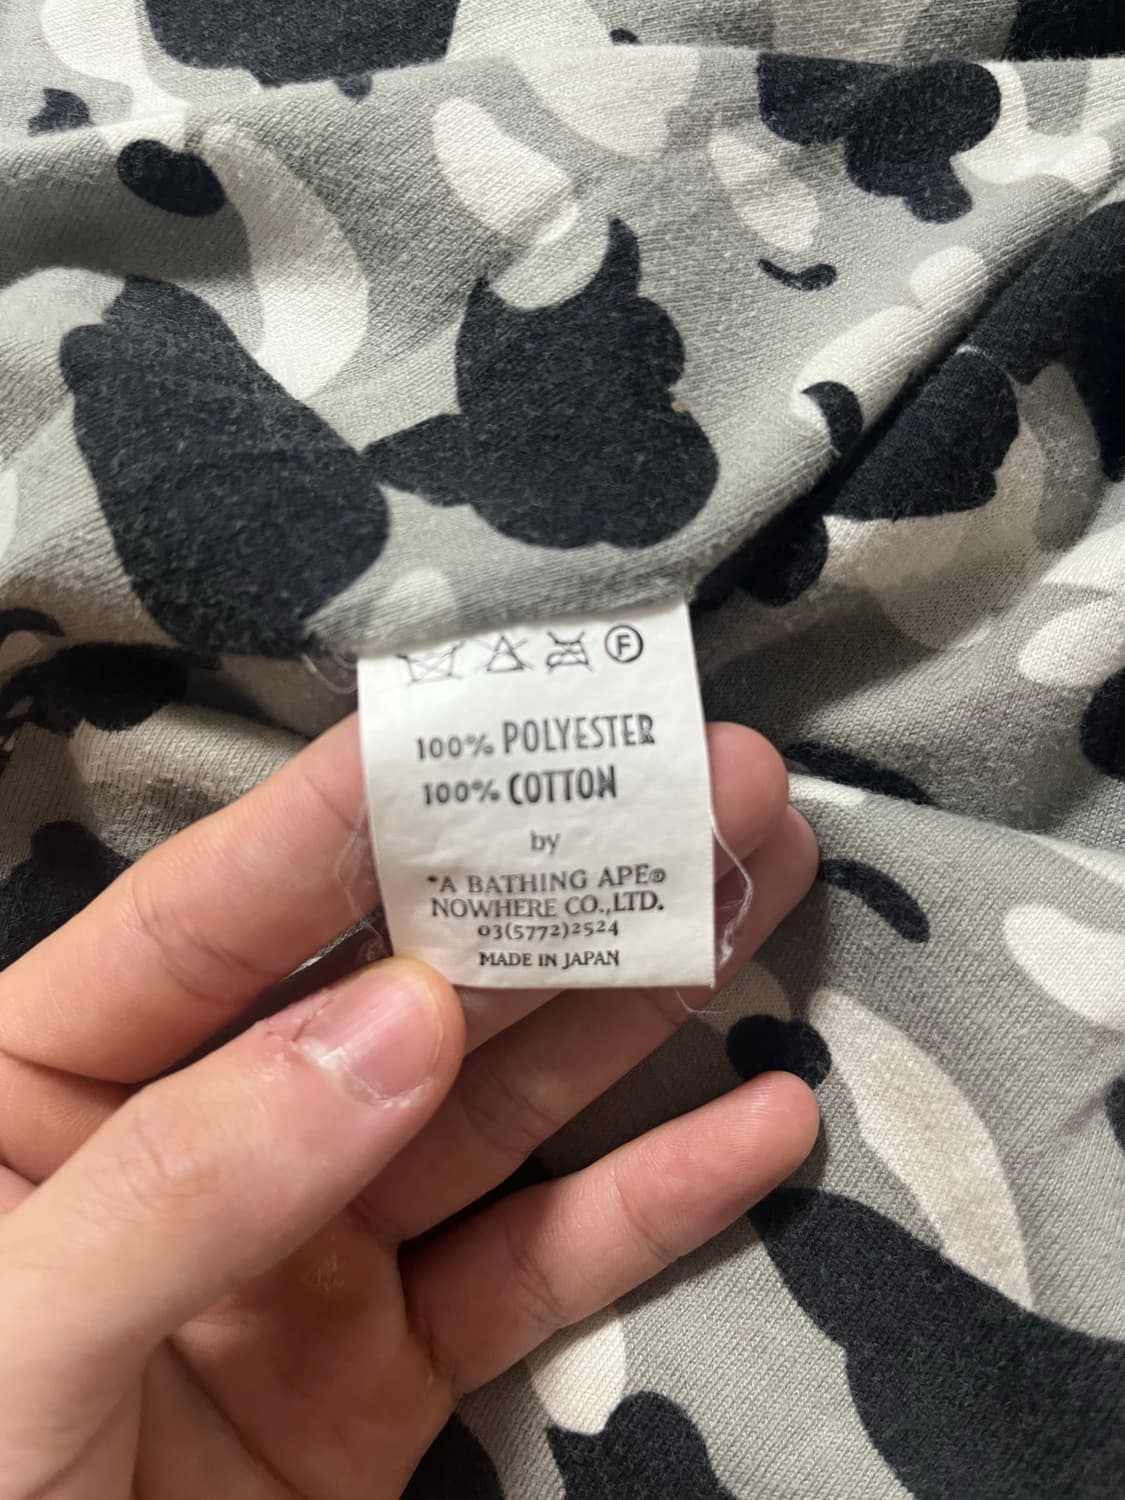 F
100% POLYESTER
100% COTTON
by
"A BATHING APE®
NOWHERE CO.,LTD.
03(5772)2524
MADE IN JAPAN